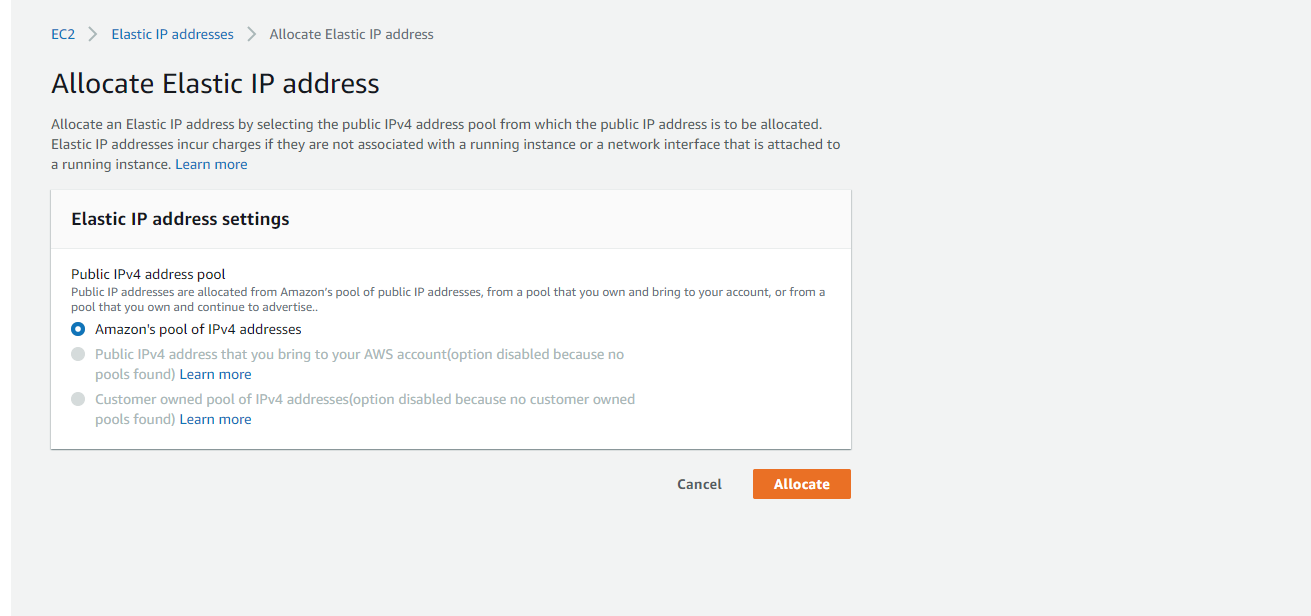 EC2 > Elastic IP addresses > Allocate Elastic IP address
Allocate Elastic IP address
Allocate an Elastic IP address by selecting the public IPv4 address pool from which the public IP address is to be allocated.
Elastic IP addresses incur charges if they are not associated with a running instance or a network interface that is attached to
a running instance. Learn more
Elastic IP address settings
Public IPv4 address pool
Public IP addresses are allocated from Amazon's pool of public IP addresses, from a pool that you own and bring to your account, or from a
pool that you own and continue to advertise..
Amazon's pool of IPv4 addresses
Public IPv4 address that you bring to your AWS account(option disabled because no
pools found) Learn more
Customer owned pool of IPv4 addresses(option disabled because no customer owned
pools found) Learn more
Cancel Allocate